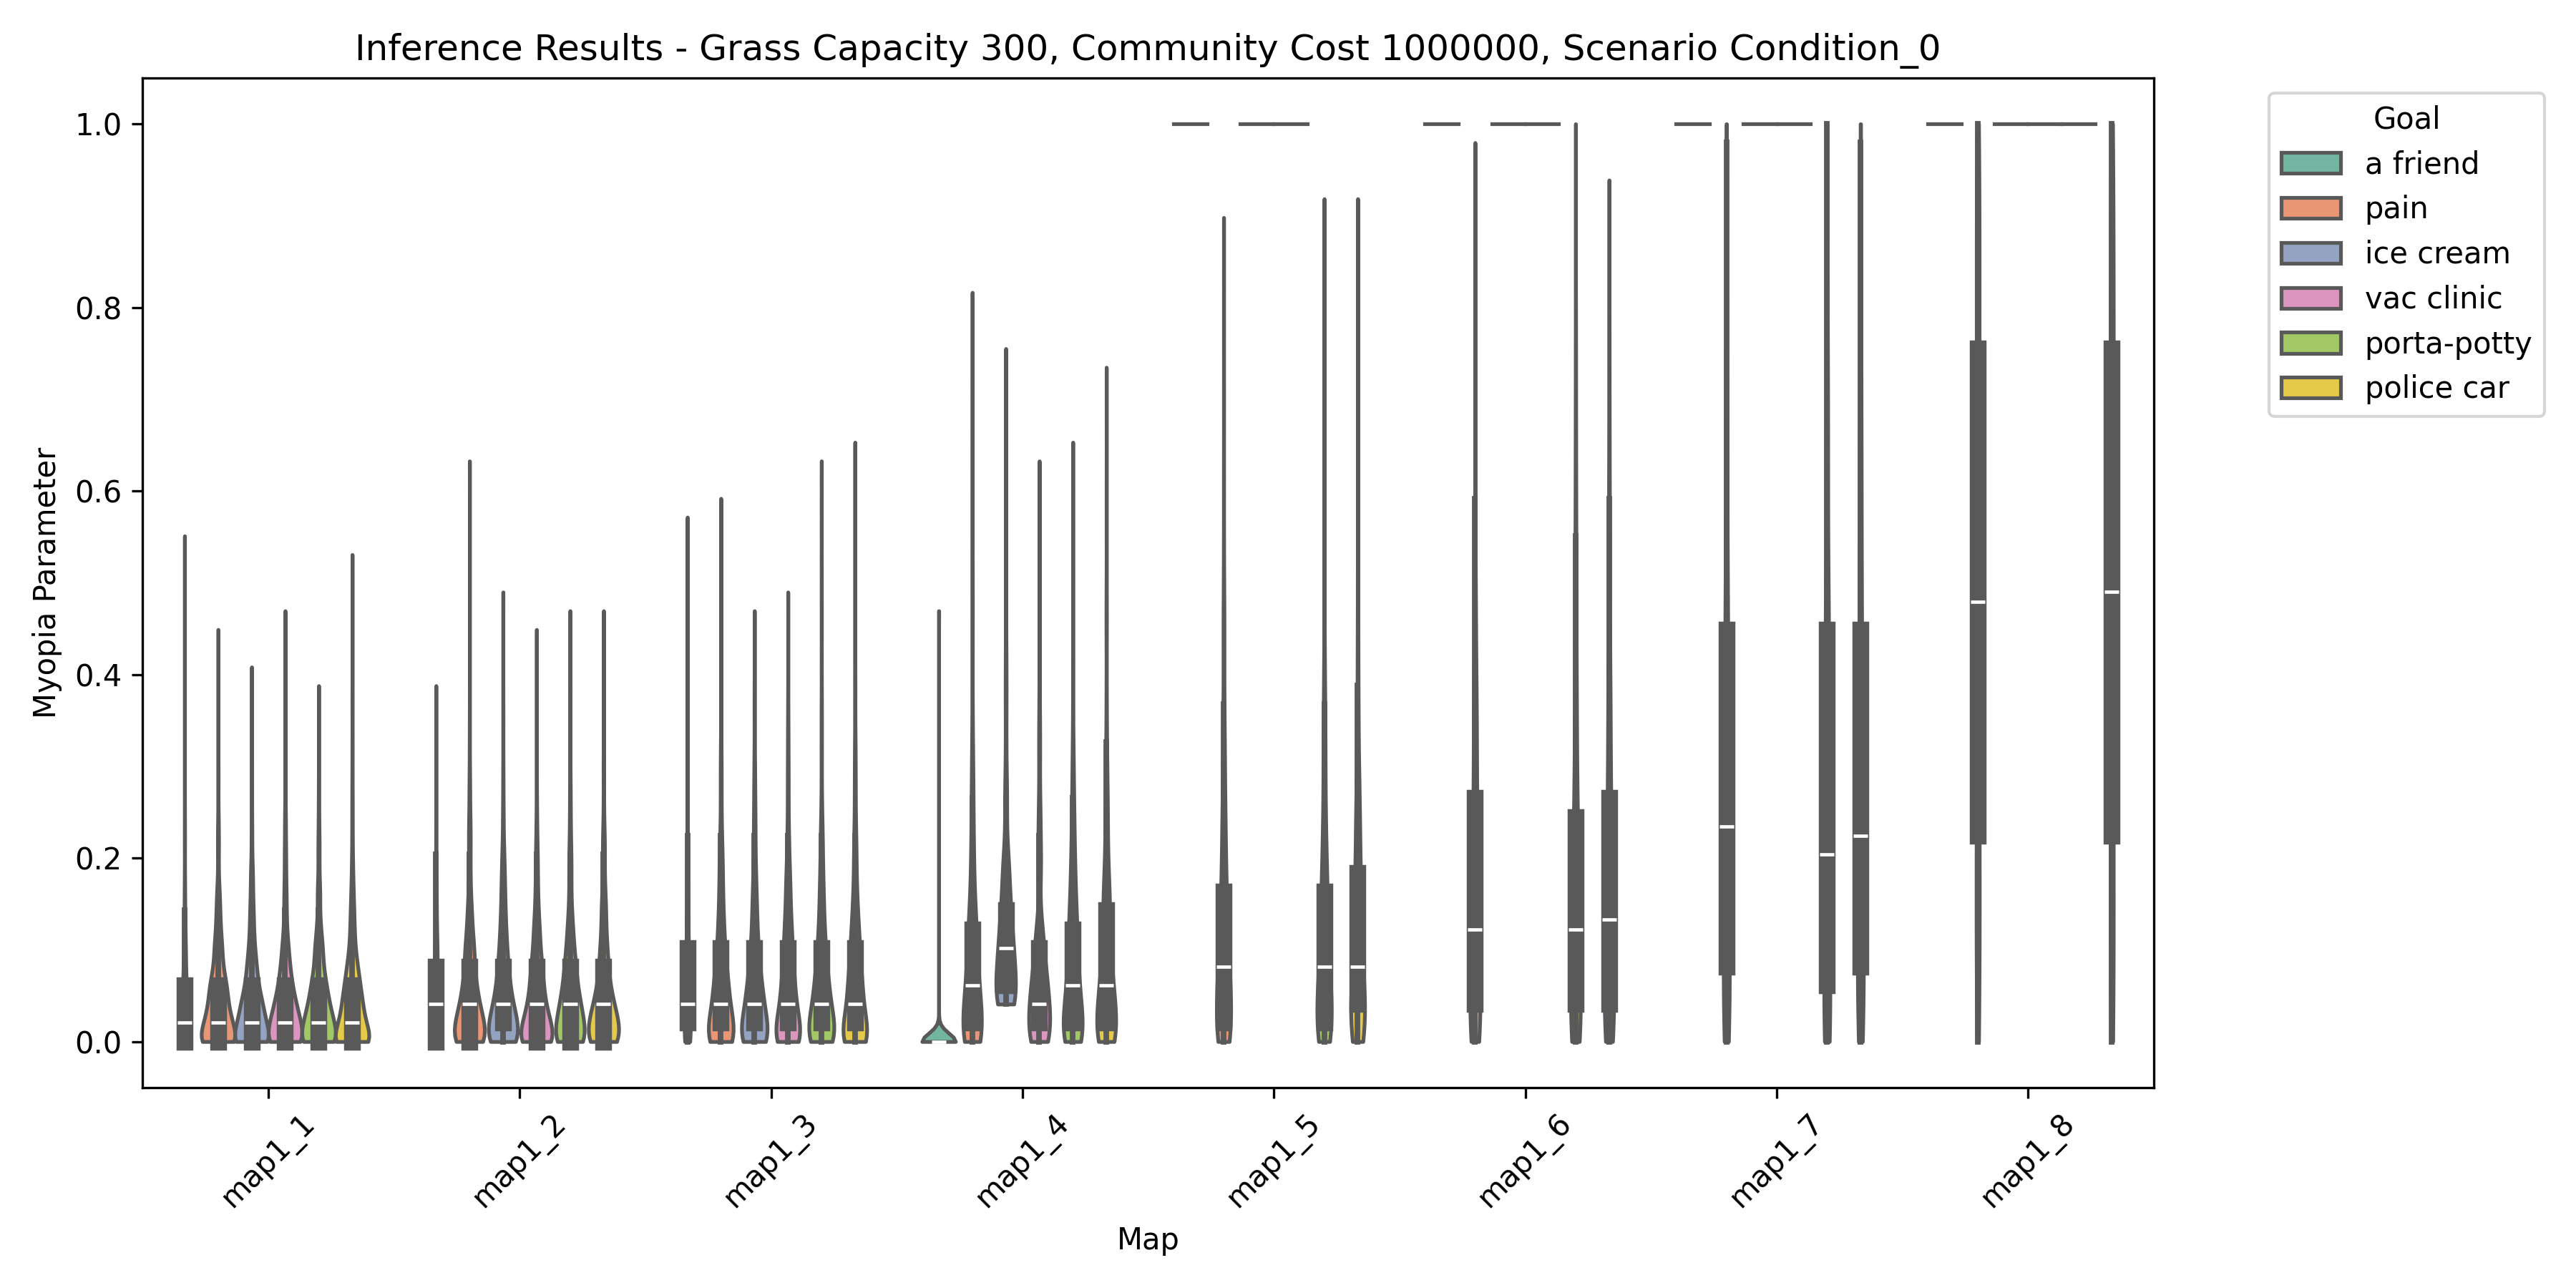 Inference Results - Grass Capacity 300, Community Cost 1000000, Scenario Condition_0
Goal
a friend
pain
ice cream
vac clinic
porta-potty
police car
Myopia Parameter
1.0
0.8
0.6
0.4
0.2
0.0
map1_1
map1_2
map1_3
map1_4
map1_5
map1_6
map1_7
map1_8
Map